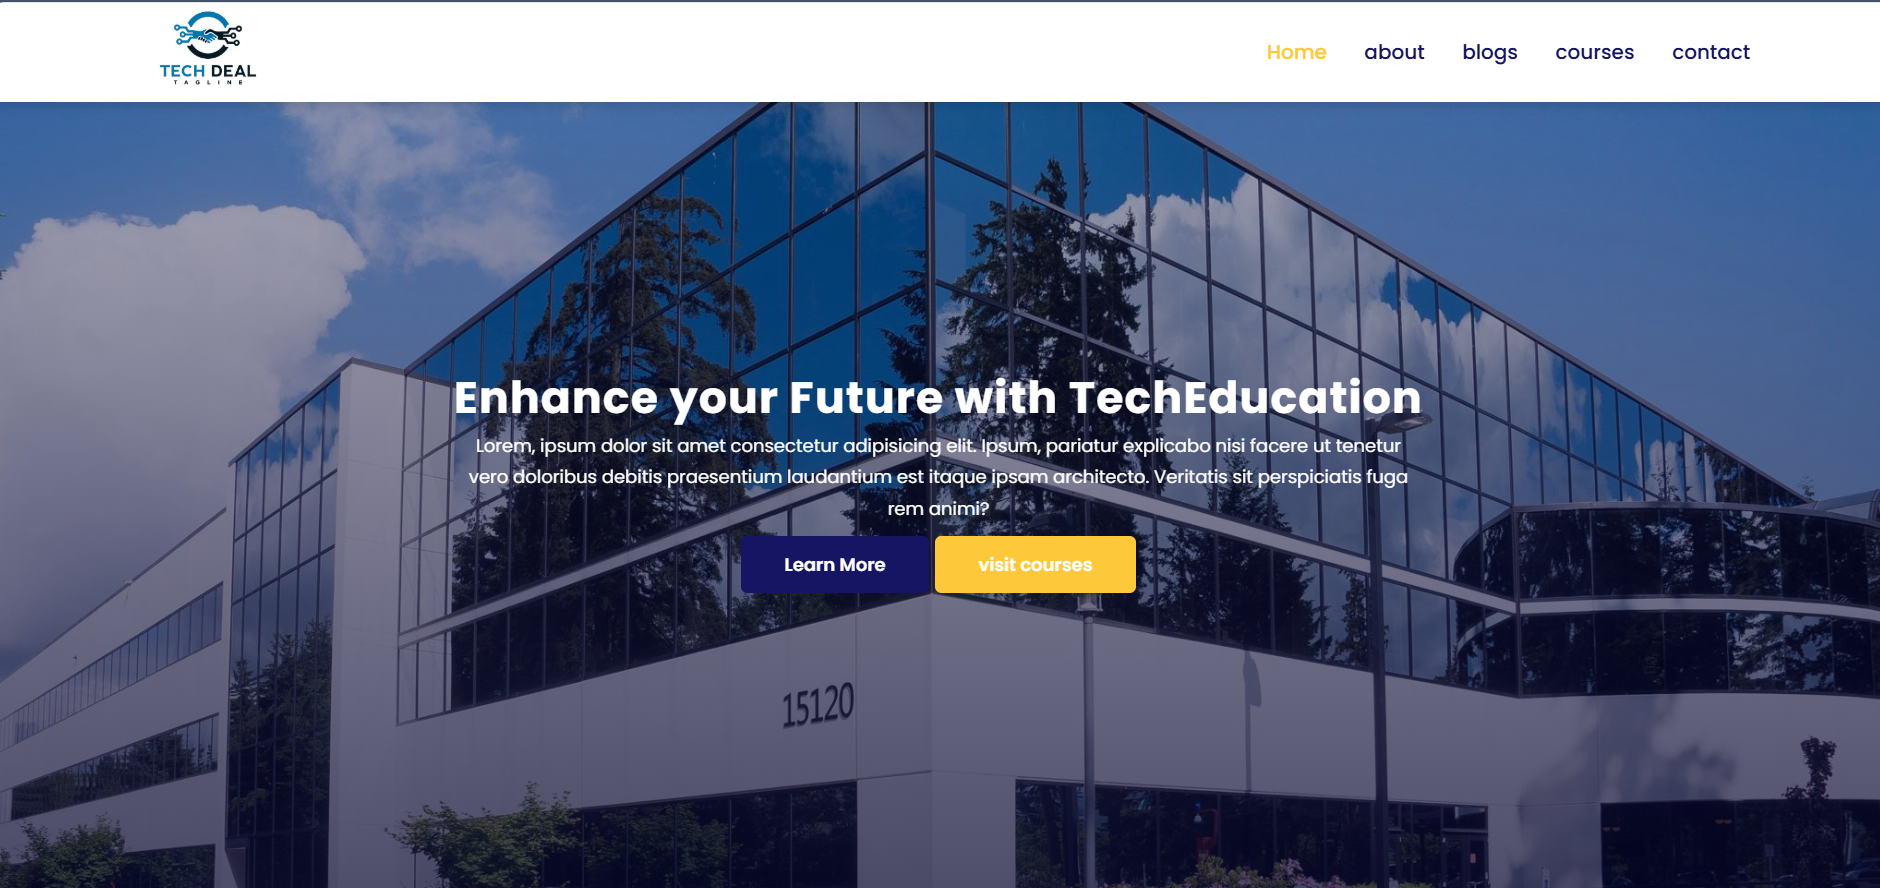 TECH DEAL
TAGLINE
Home about blogs courses contact
Enhance your Future with TechEducation
Lorem, ipsum dolor sit amet consectetur adipisicing elit. Ipsum, pariatur explicabo nisi facere ut tenetur
vero doloribus debitis praesentium laudantium est itaque ipsam architecto. Veritatis sit perspiciatis fuga
rem animi?
Learn More visit courses
15120